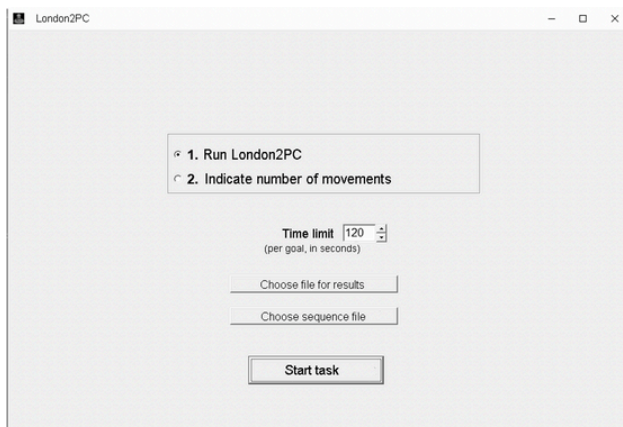 London2PC
1. Run London2PC
2. Indicate number of movements
Time limit 120
(per goal, in seconds)
Choose file for results
Choose sequence file
Start task